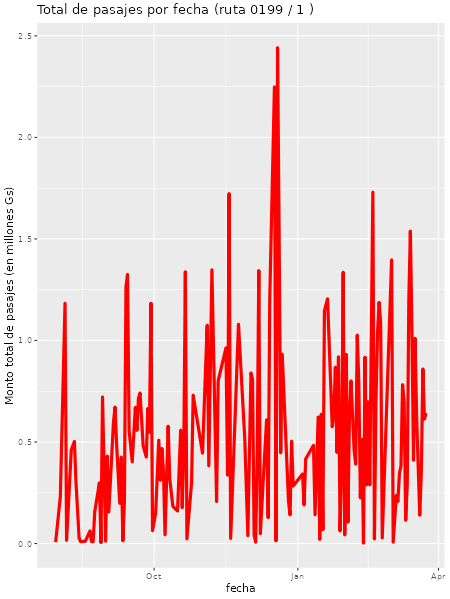 Total de pasajes por fecha (ruta 0199 / 1 )
Monto total de pasajes (en millones Gs)
2.5
2.0
1.5
1.0
0.5
0.0
Oct
Jan
Apr
fecha